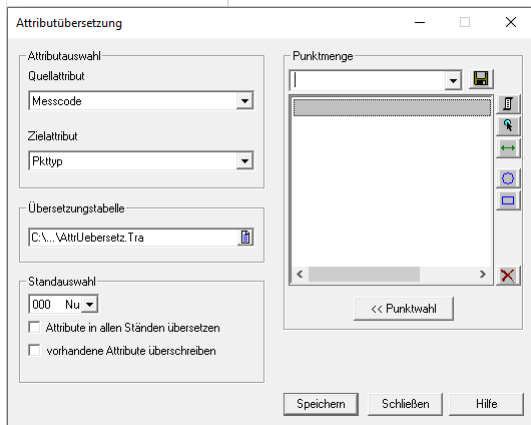 Attributübersetzung
Attributauswahl
Quellattribut
Messcode
Zielattribut
Pkttyp
Übersetzungstabelle
C:\...\AttrUebersetz.Tra
Standauswahl
000 Nu
Attribute in allen Ständen übersetzen
vorhandene Attribute überschreiben
Punktmenge
<< Punktwahl
Speichern
Schließen
Hilfe